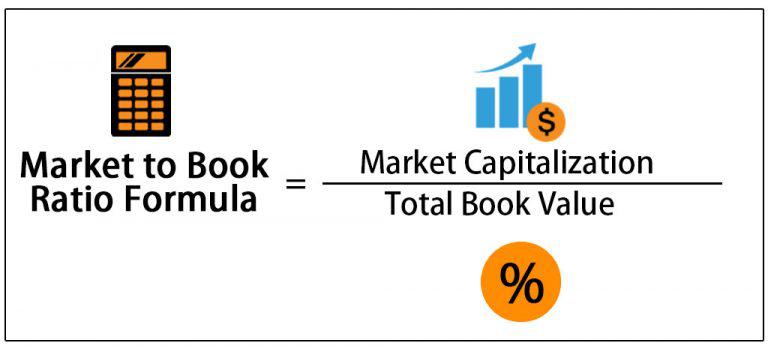 Market to Book
Ratio Formula
=
Market Capitalization
Total Book Value
$
%